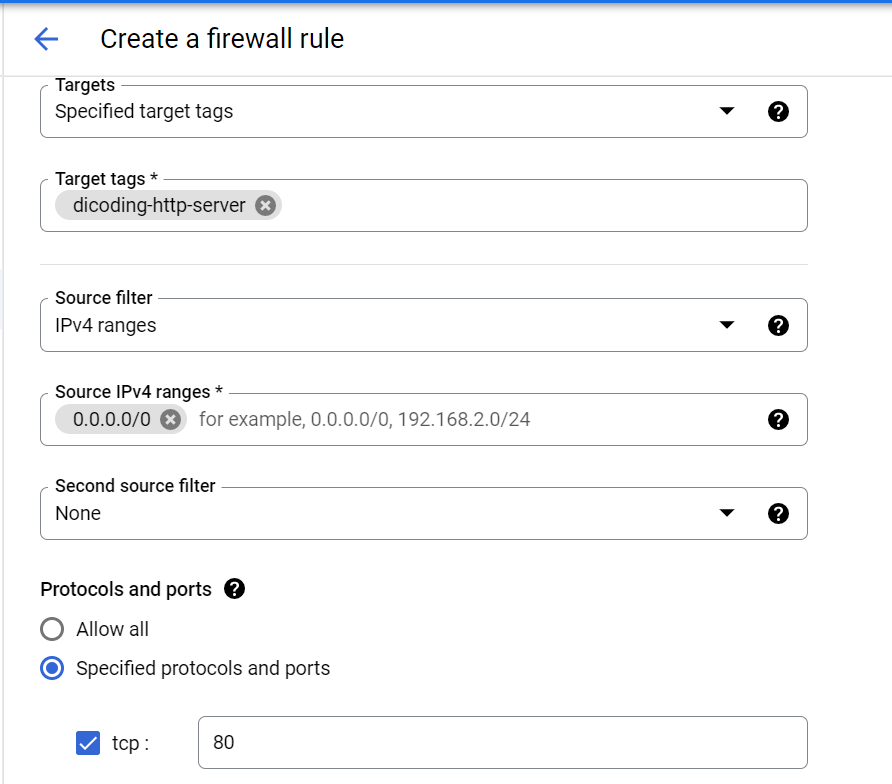 Create a firewall rule
Targets
Specified target tags
Target tags *
dicoding-http-server
Source filter
IPv4 ranges
Source IPv4 ranges *
0.0.0.0/0 for example, 0.0.0.0/0, 192.168.2.0/24
Second source filter
None
Protocols and ports
Allow all
Specified protocols and ports
tcp : 80